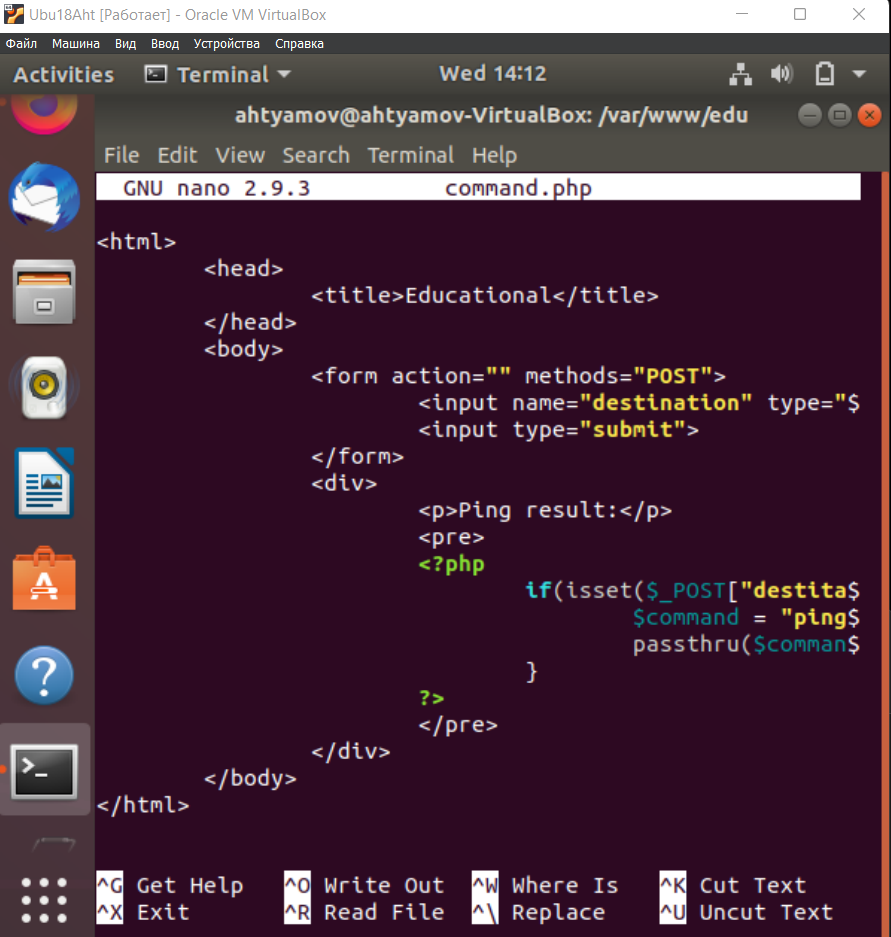 Ubu18Aht [Работает] - Oracle VM VirtualBox
Файл Машина Вид Ввод Устройства Справка
Activities Terminal Wed 14:12
ahtyamov@ahtyamov-VirtualBox: /var/www/edu
File Edit View Search Terminal Help
GNU nano 2.9.3 command.php
<html>
<head>
<title>Educational</title>
</head>
<body>
<form action="" methods="POST">
<input name="destination" type="$
<input type="submit">
</form>
<div>
<p>Ping result:</p>
<pre>
<?php
if(isset($_POST["destita$
$command = "ping$
passthru($comman$
}
?>
</pre>
</div>
</body>
</html>
^G Get Help ^O Write Out ^W Where Is ^K Cut Text
^X Exit ^R Read File ^\ Replace ^U Uncut Text